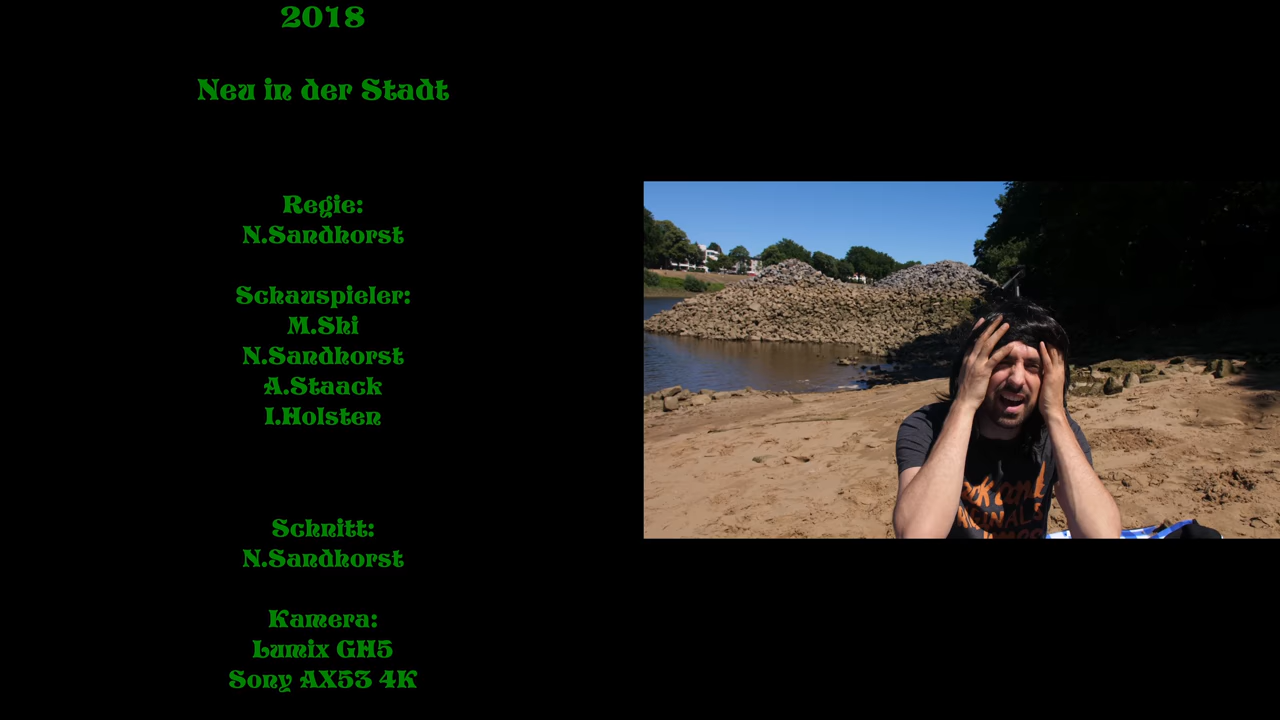 2018
Neu in der Stadt
Regie:
N.Sandhorst
Schauspieler:
M.Shi
N.Sandhorst
A.Staack
I.Holsten
Schnitt:
N.Sandhorst
Kamera:
Lumix GH5
Sony AX53 4K